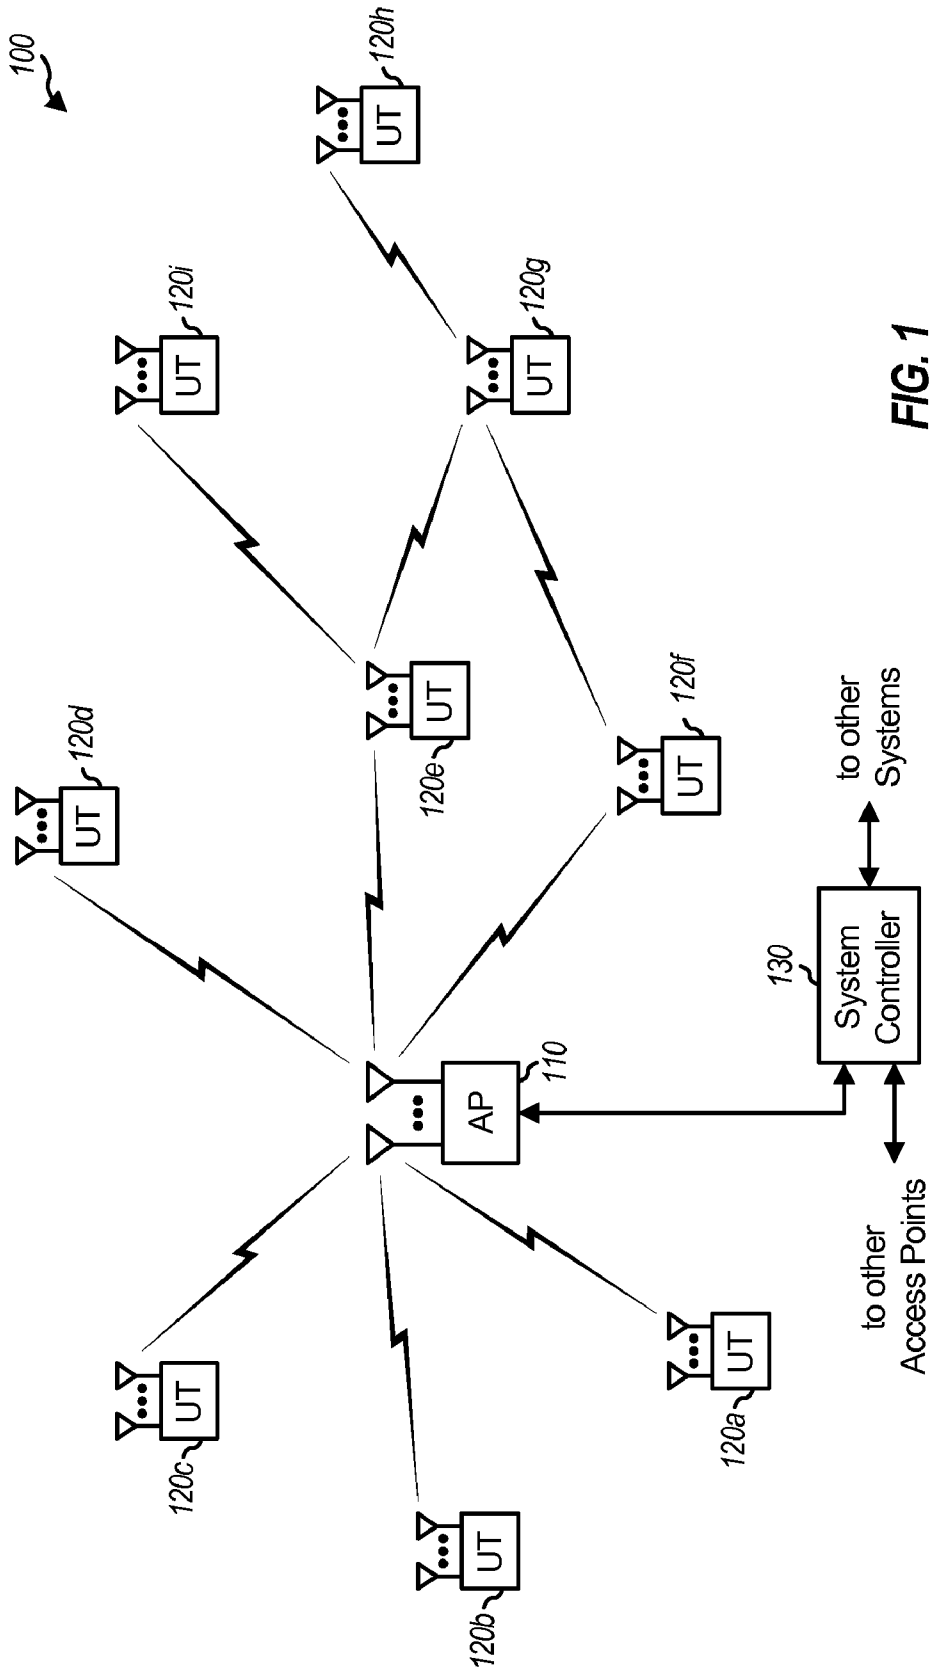 100
120d
UT
120i
UT
120h
UT
120c
UT
120e
UT
120g
UT
120b
UT
110
AP
120f
UT
120a
UT
130
System
Controller
to other
Systems
to other
Access Points
FIG. 1